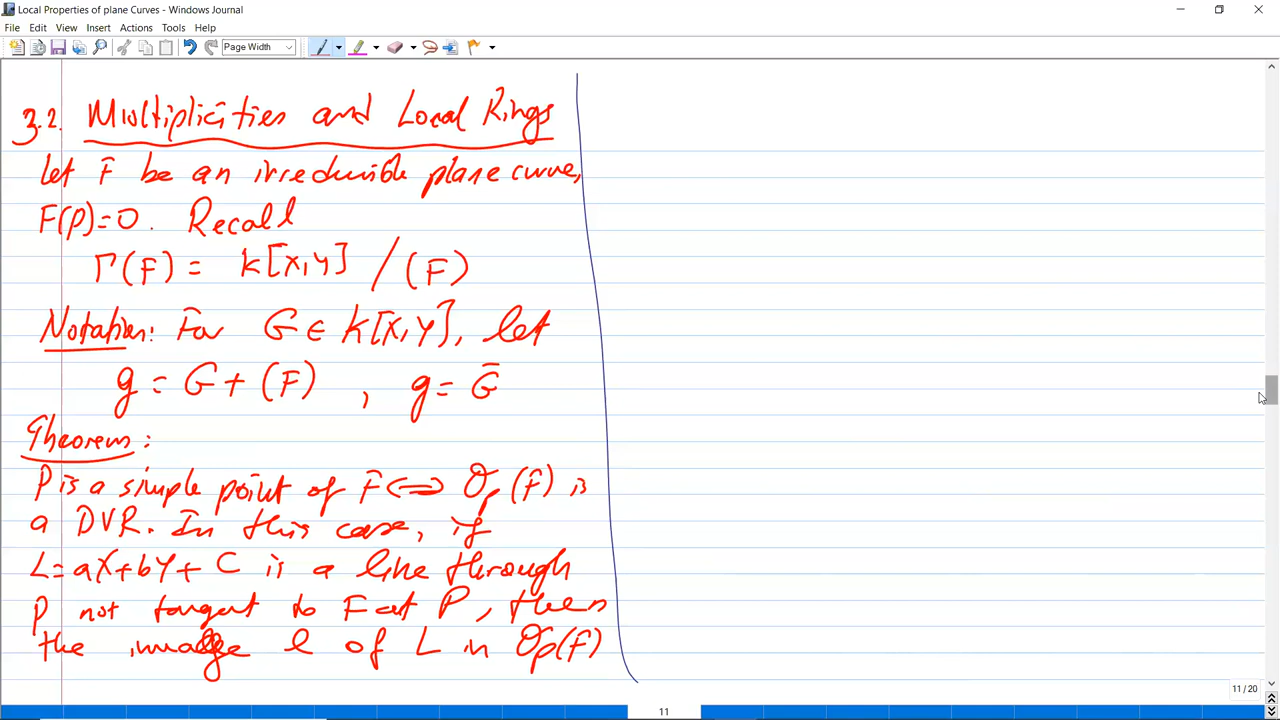 Local Properties of plane Curves - Windows Journal
File Edit View Insert Actions Tools Help
Page Width
3.2. Multiplicities and Local Rings
Let F be an irreducible plane curve,
F(P)=0. Recall
Γ(F) = k[X,Y] / (F)
Notation: For G ∈ k[X,Y], let
g = G + (F) , g = Ḡ
Theorem:
P is a simple point of F ⟺ 𝒪p(F) is
a DVR. In this case, if
L = aX+bY+C is a line through
P not tangent to F at P, then
the image l of L in 𝒪p(F)
11 / 20
11